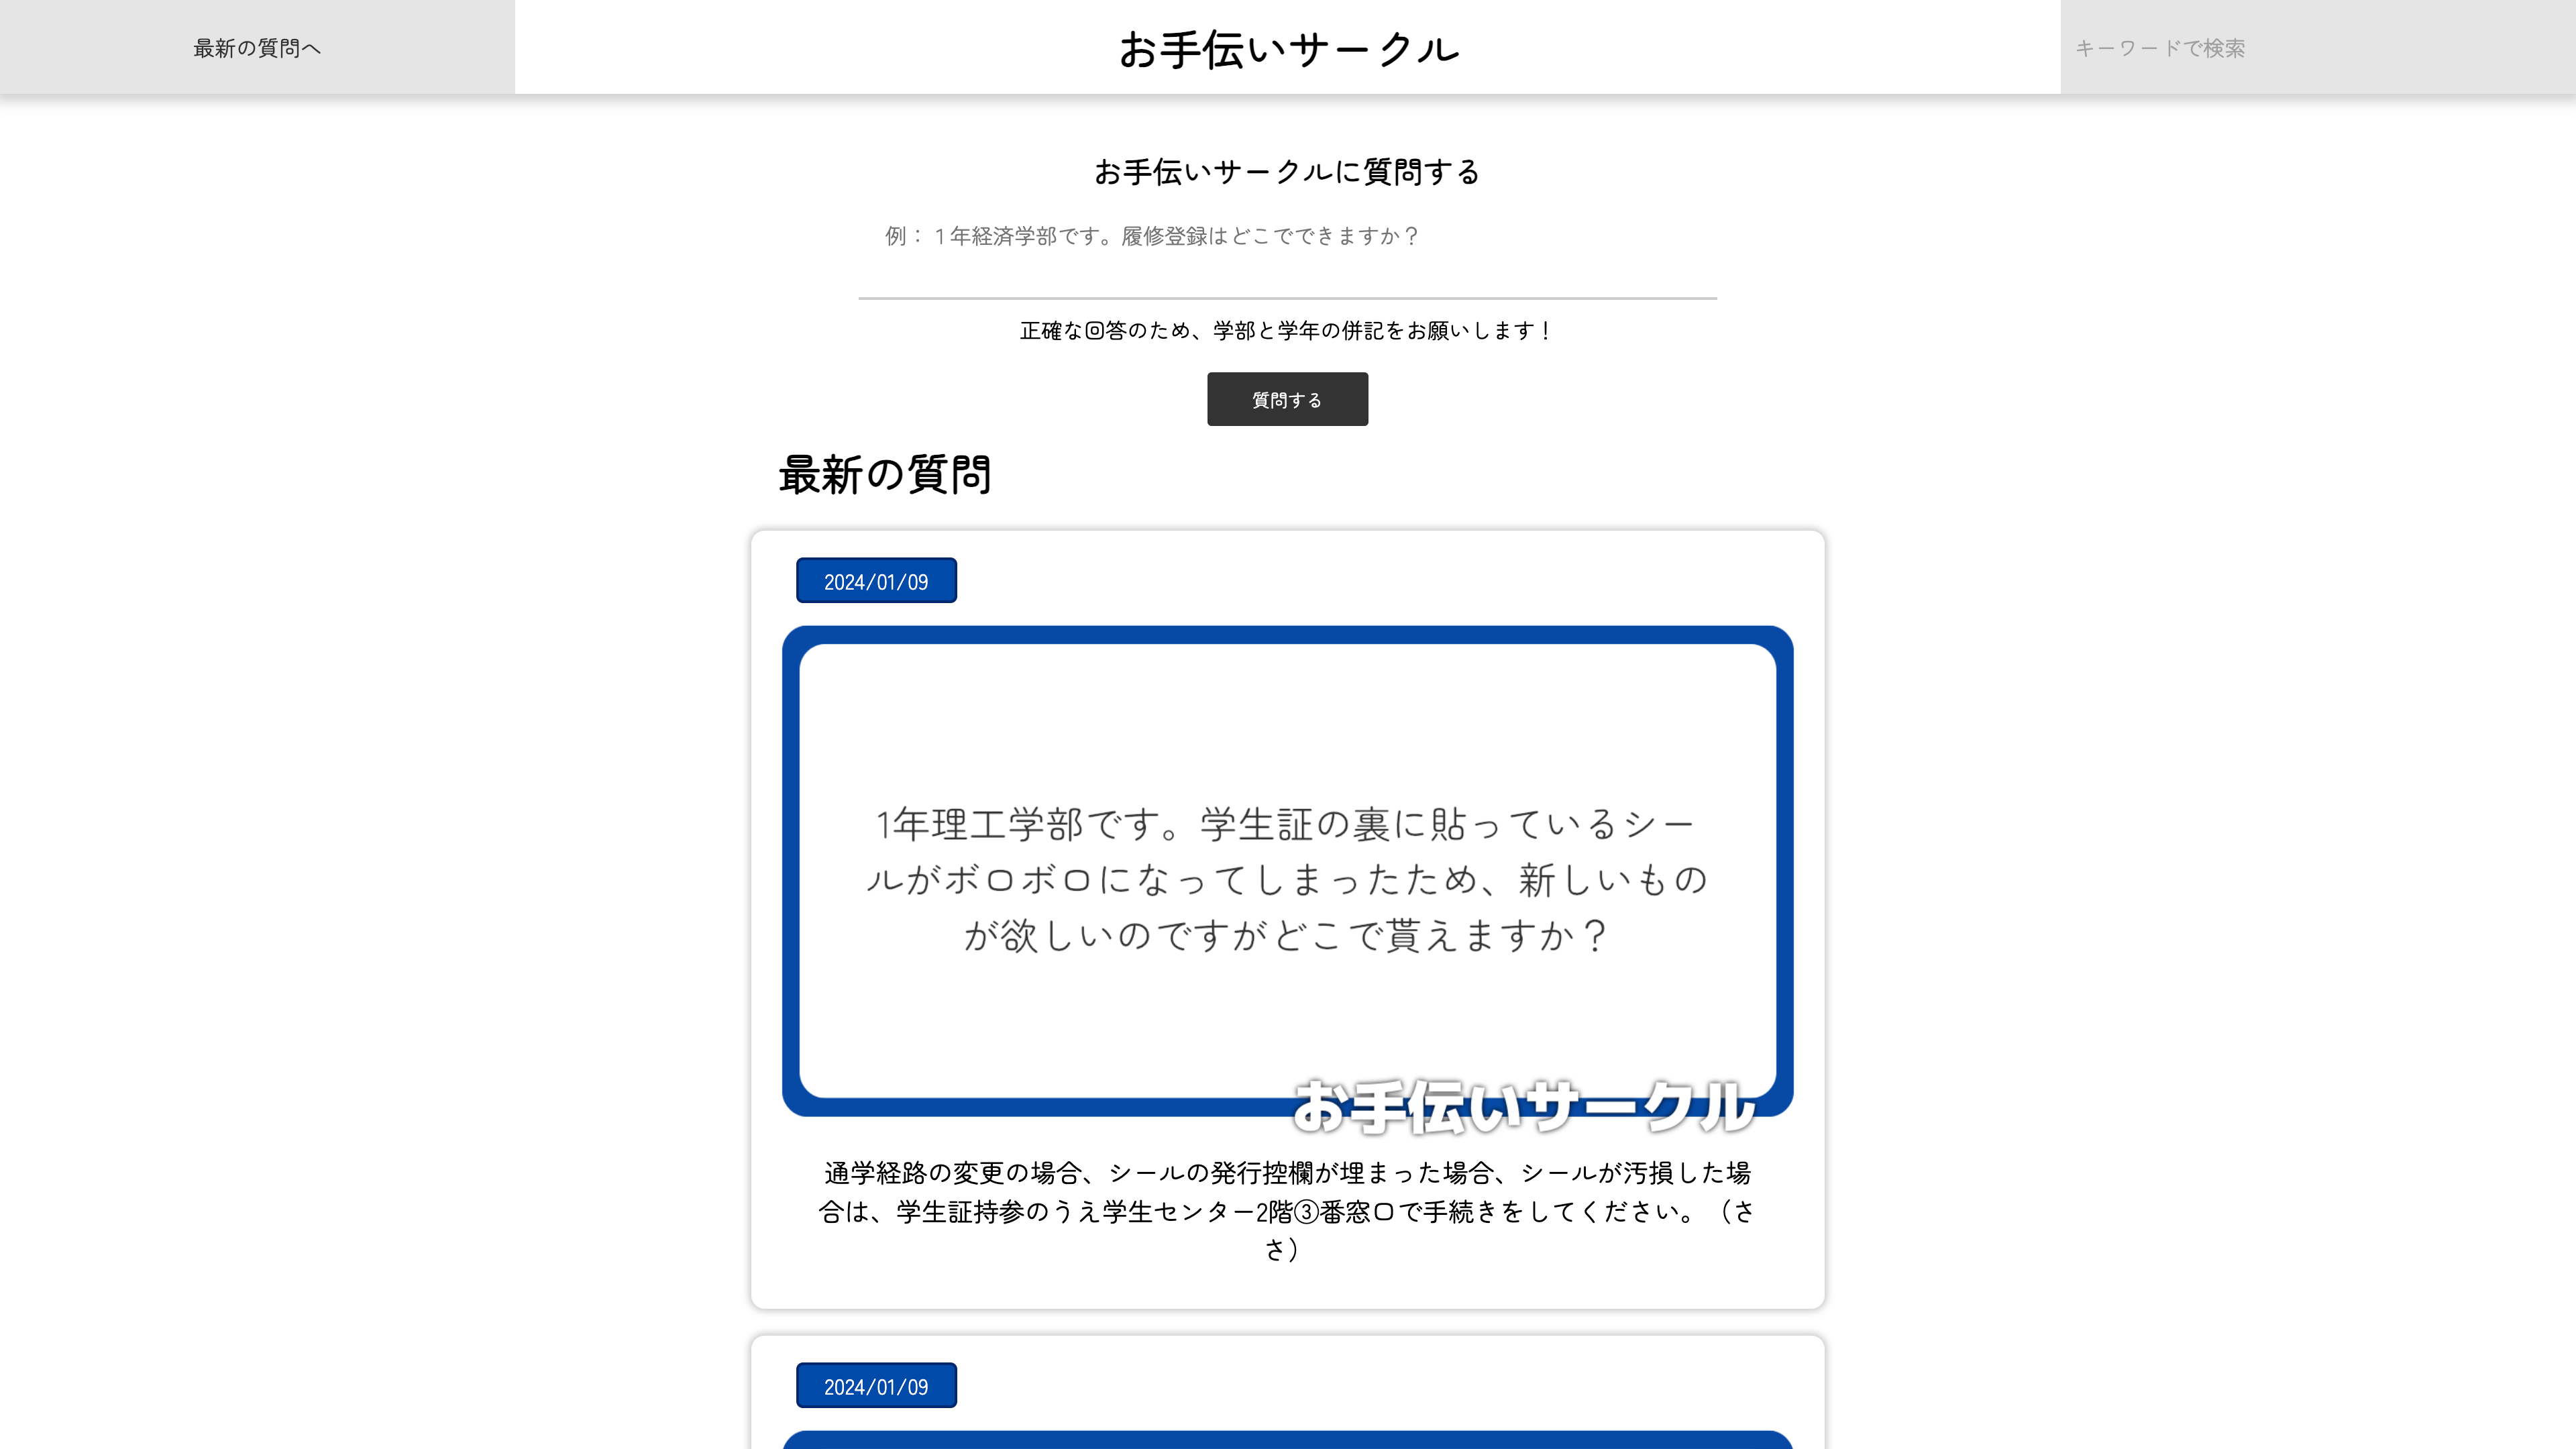 最新の質問へ
お手伝いサークル
キーワードで検索
お手伝いサークルに質問する
例：１年経済学部です。履修登録はどこでできますか？
正確な回答のため、学部と学年の併記をお願いします！
質問する
最新の質問
2024/01/09
1年理工学部です。学生証の裏に貼っているシー
ルがボロボロになってしまったため、新しいもの
が欲しいのですがどこで貰えますか？
お手伝いサークル
通学経路の変更の場合、シールの発行控欄が埋まった場合、シールが汚損した場
合は、学生証持参のうえ学生センター2階③番窓口で手続きをしてください。（さ
さ）
2024/01/09